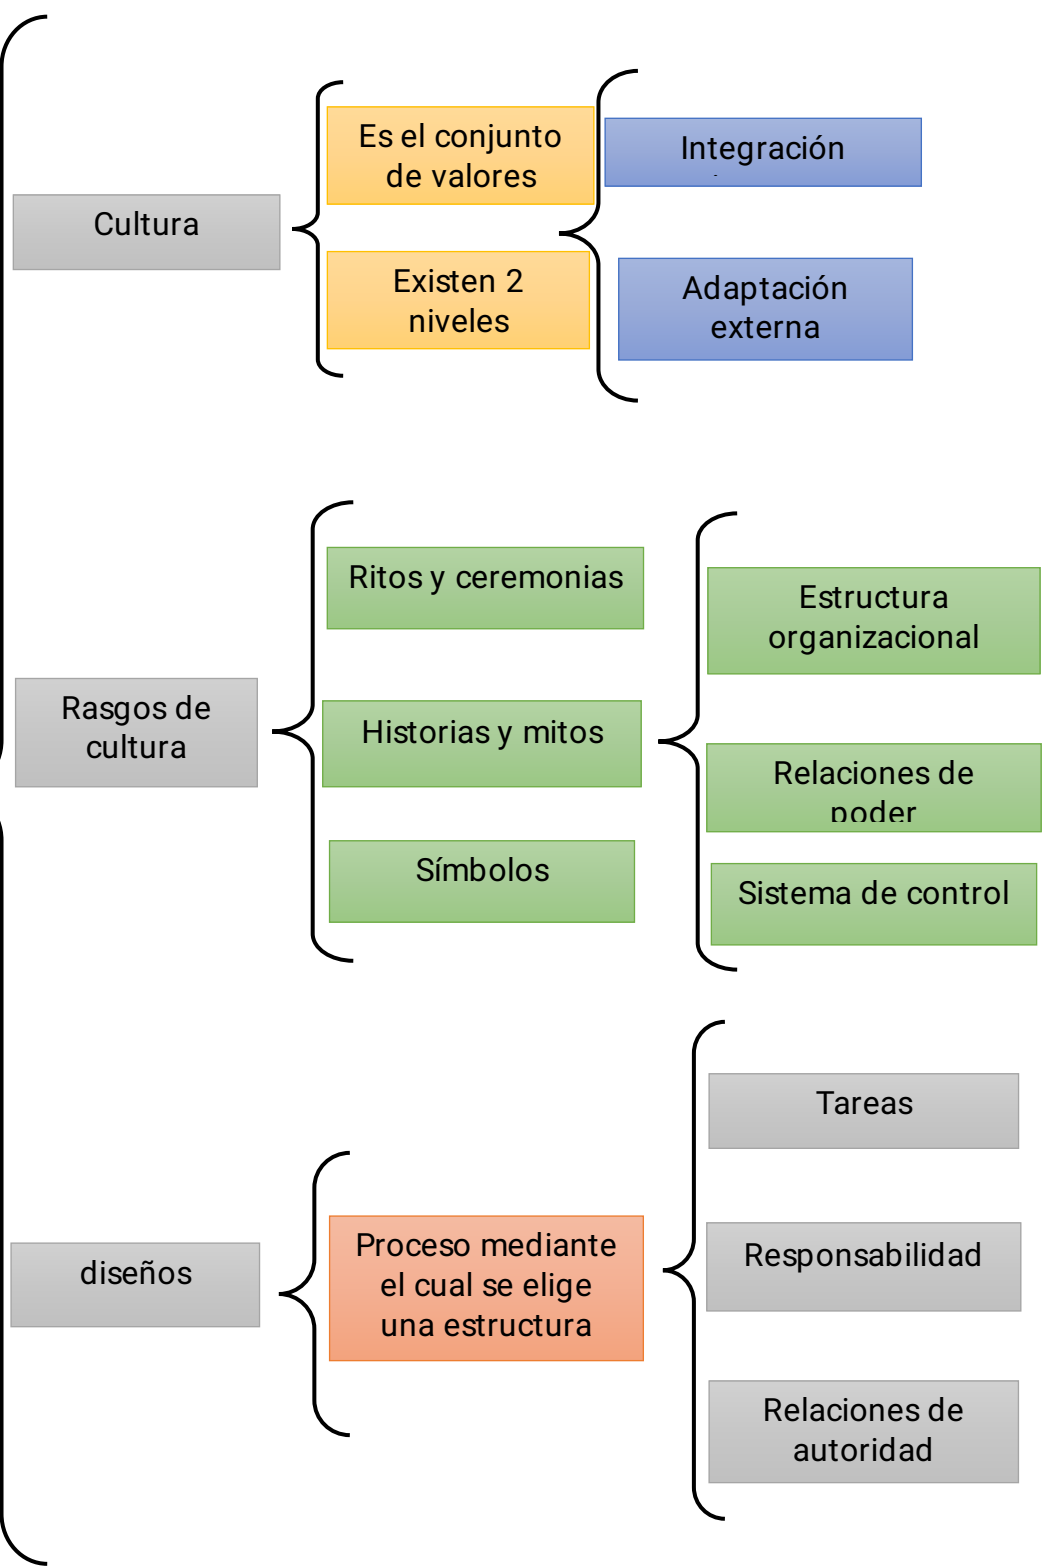 Cultura
Es el conjunto
de valores
Existen 2
niveles
Integración
Adaptación
externa
Rasgos de
cultura
Ritos y ceremonias
Historias y mitos
Símbolos
Estructura
organizacional
Relaciones de
poder
Sistema de control
diseños
Proceso mediante
el cual se elige
una estructura
Tareas
Responsabilidad
Relaciones de
autoridad